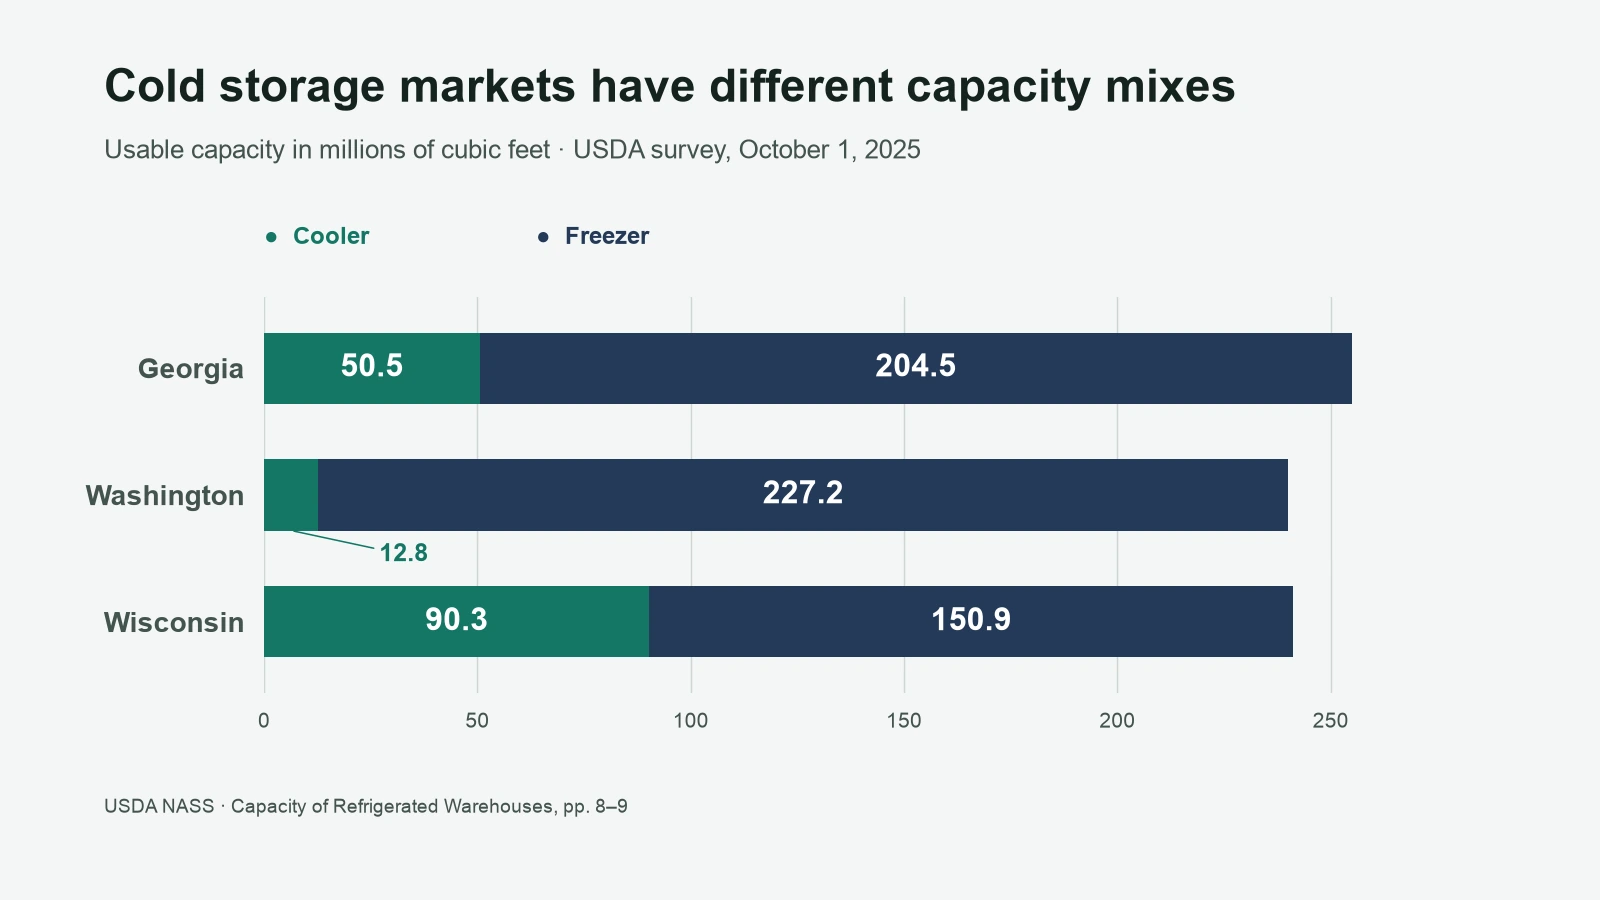 Cold storage markets have different capacity mixes
Usable capacity in millions of cubic feet · USDA survey, October 1, 2025
Cooler
Freezer
Georgia
50.5
204.5
Washington
227.2
12.8
Wisconsin
90.3
150.9
0
50
100
150
200
250
USDA NASS · Capacity of Refrigerated Warehouses, pp. 8–9